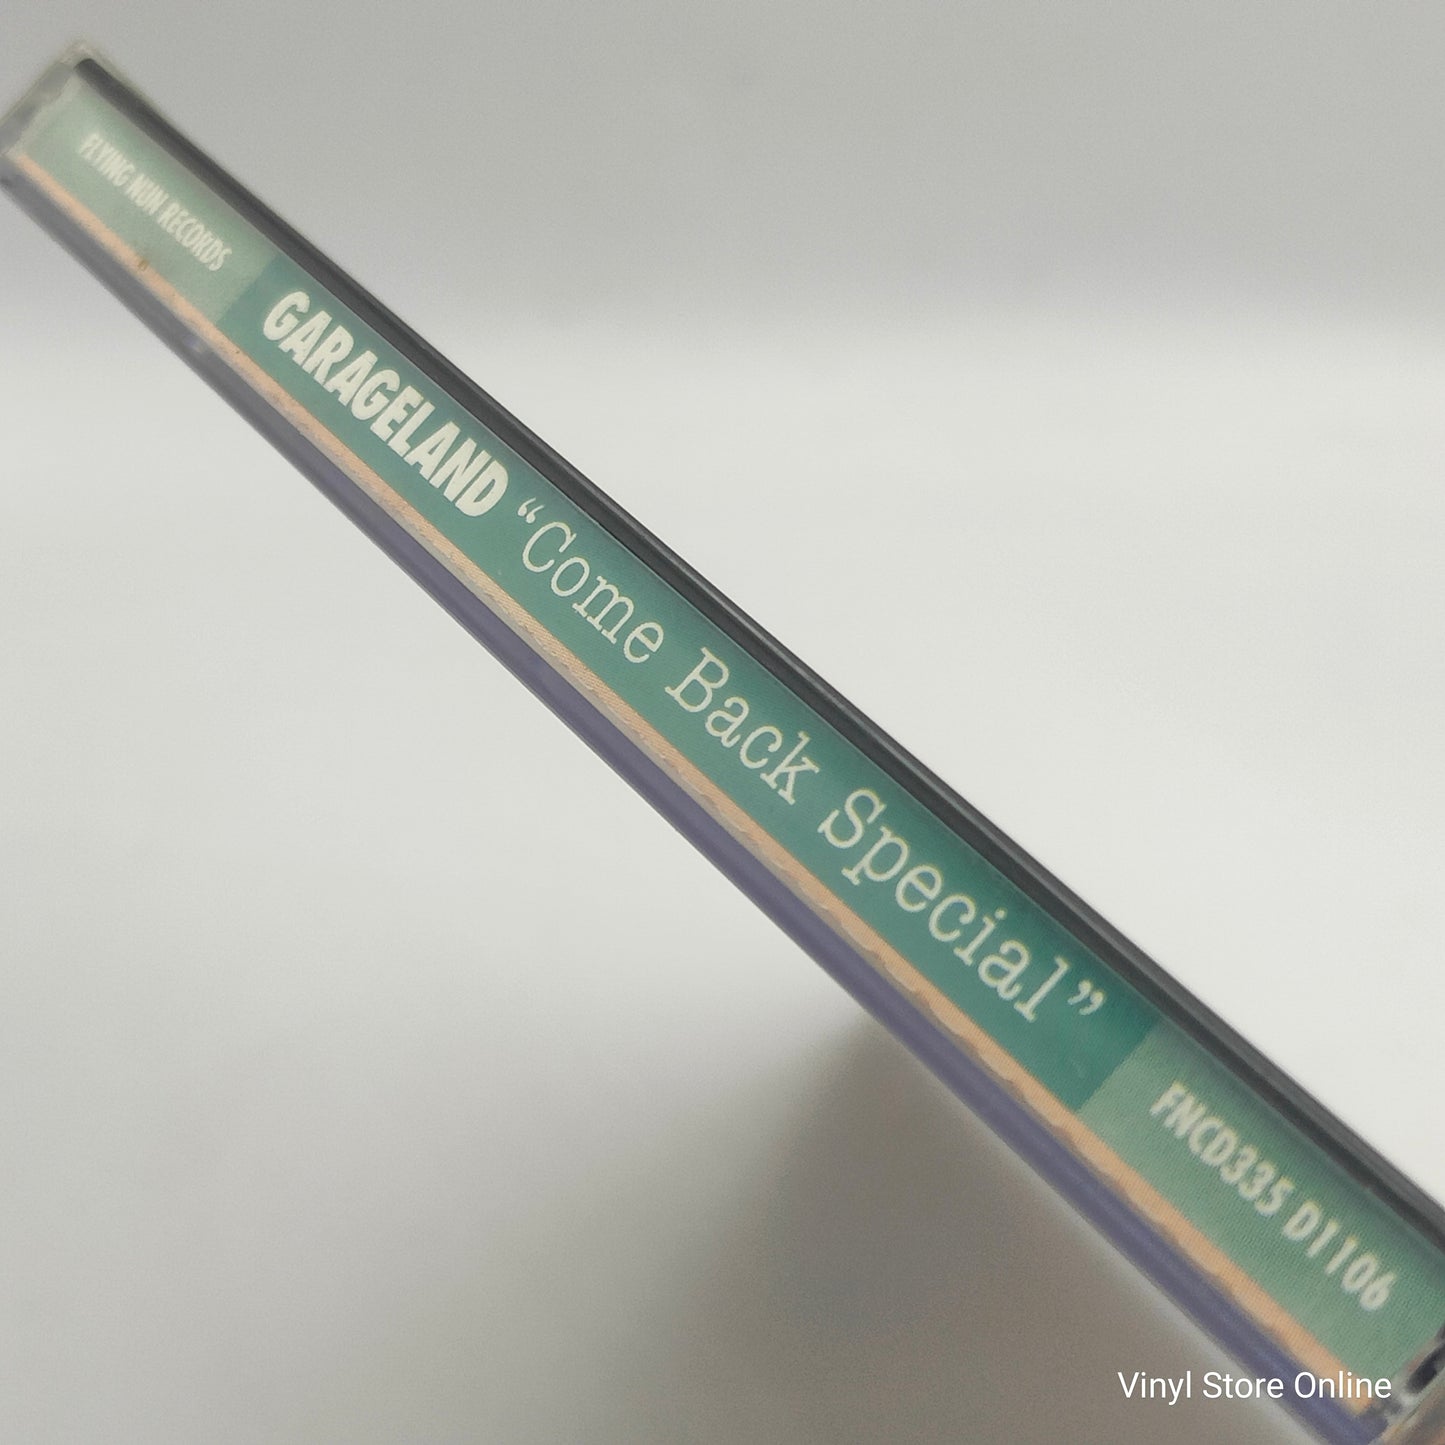 FLYING NUN RECORDS
GARAGELAND “Come Back Special”
FNCD335 D1106
Vinyl Store Online